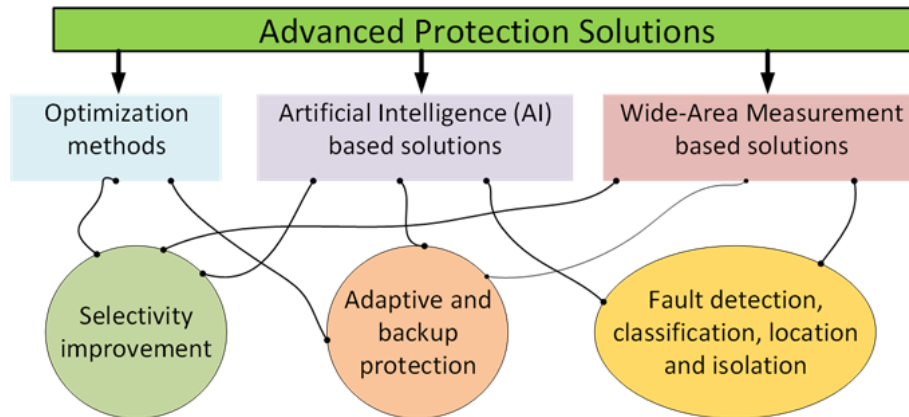 Advanced Protection Solutions
Optimization
methods
Artificial Intelligence (AI)
based solutions
Wide-Area Measurement
based solutions
Selectivity
improvement
Adaptive and
backup
protection
Fault detection,
classification, location
and isolation